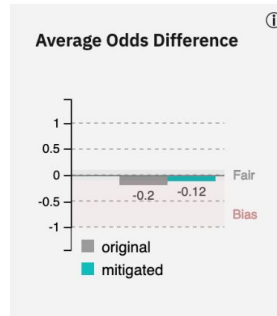 ⓘ
Average Odds Difference
1
0.5
0
Fair
-0.2
-0.12
-0.5
Bias
-1
original
mitigated